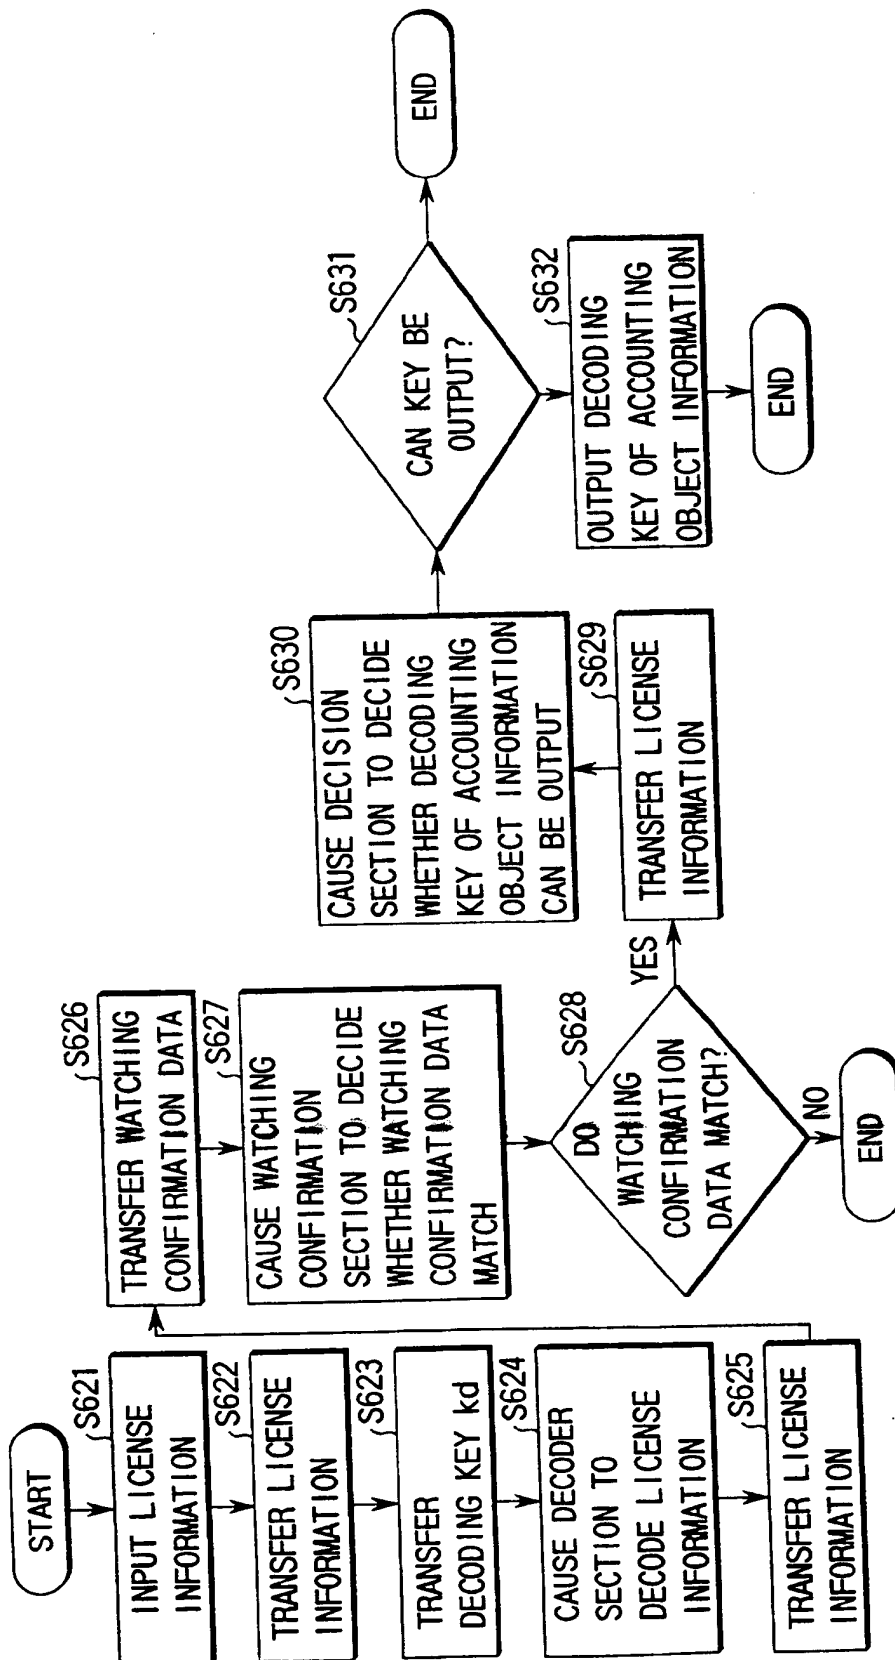 START
S621
INPUT LICENSE
INFORMATION
S622
TRANSFER LICENSE
INFORMATION
S623
TRANSFER
DECODING KEY kd
S624
CAUSE DECODER
SECTION TO
DECODE LICENSE
INFORMATION
S625
TRANSFER LICENSE
INFORMATION
S626
TRANSFER WATCHING
CONFIRMATION DATA
S627
CAUSE WATCHING
CONFIRMATION
SECTION TO DECIDE
WHETHER WATCHING
CONFIRMATION DATA
MATCH
S628
DO
WATCHING
CONFIRMATION
DATA MATCH?
NO
END
YES
S629
TRANSFER LICENSE
INFORMATION
S630
CAUSE DECISION
SECTION TO DECIDE
WHETHER DECODING
KEY OF ACCOUNTING
OBJECT INFORMATION
CAN BE OUTPUT
S631
CAN KEY BE
OUTPUT?
END
S632
OUTPUT DECODING
KEY OF ACCOUNTING
OBJECT INFORMATION
END